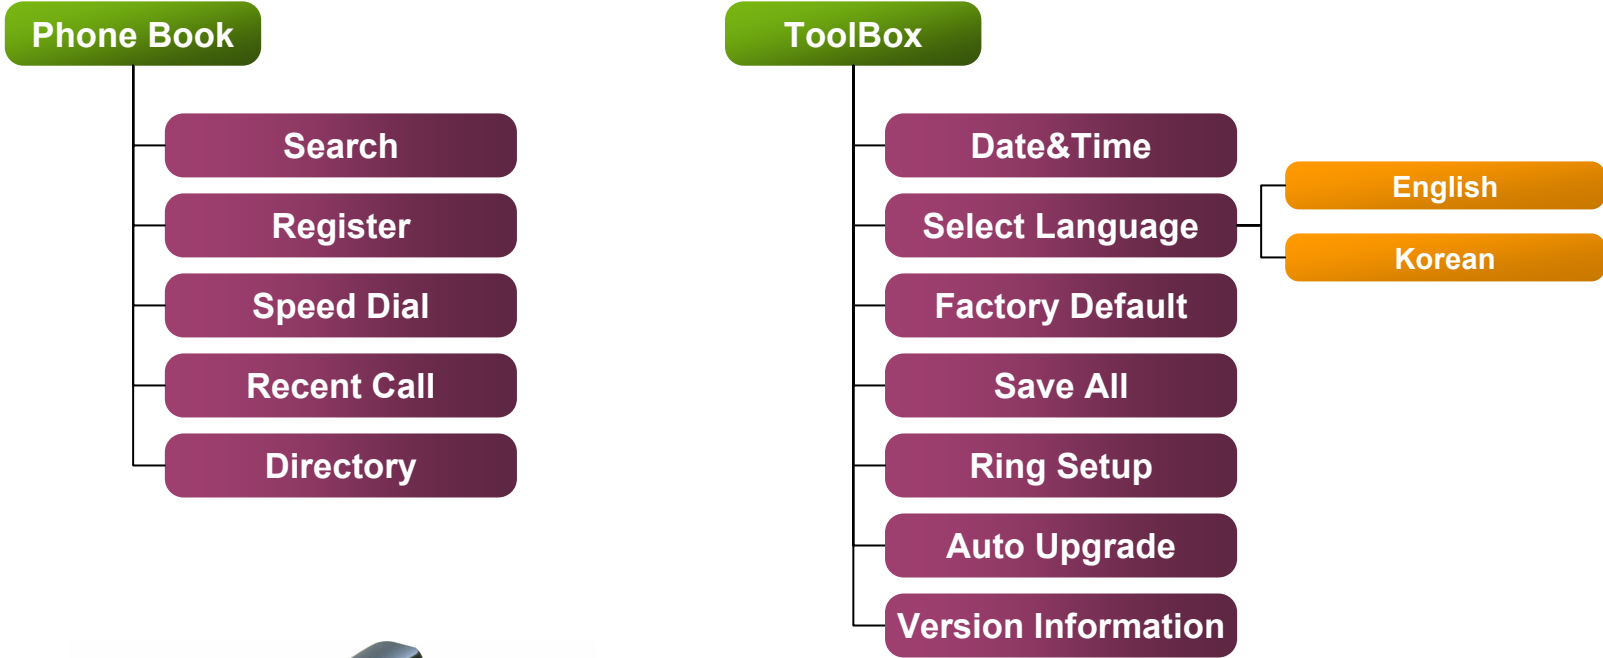 Phone Book
Search
Register
Speed Dial
Recent Call
Directory
ToolBox
Date&Time
Select Language
English
Korean
Factory Default
Save All
Ring Setup
Auto Upgrade
Version Information